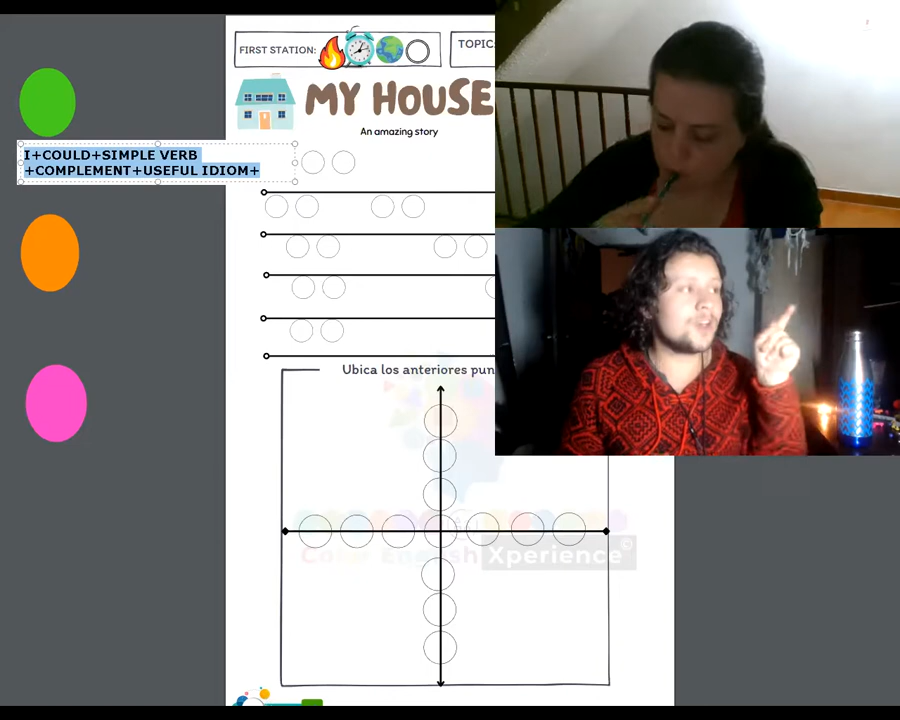 FIRST STATION:
TOPIC:
MY HOUSE
An amazing story
I+COULD+SIMPLE VERB
+COMPLEMENT+USEFUL IDIOM+
Ubica los anteriores pun
English Xperience©